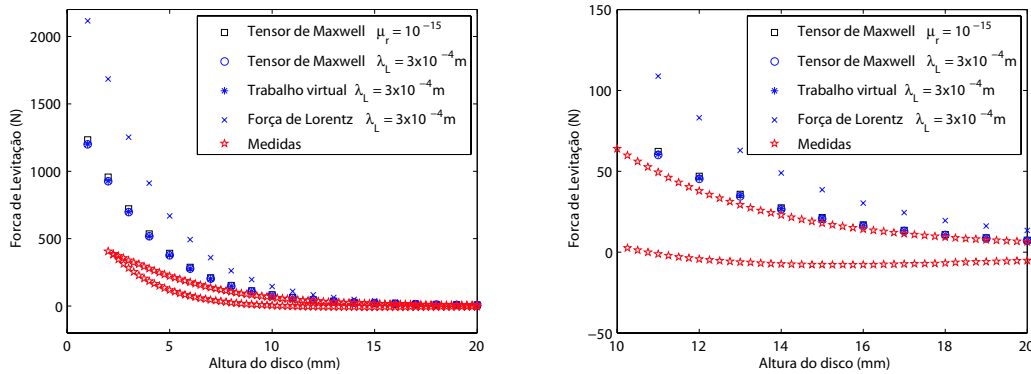 2000
1500
1000
500
0
0 5 10 15 20
Forca de Levitação (N)
Altura do disco (mm)
Tensor de Maxwell μr = 10⁻¹⁵
Tensor de Maxwell λL = 3x10⁻⁴m
Trabalho virtual λL = 3x10⁻⁴m
Força de Lorentz λL = 3x10⁻⁴m
Medidas
150
100
50
0
−50
10 12 14 16 18 20
Forca de Levitação (N)
Altura do disco (mm)
Tensor de Maxwell μr = 10⁻¹⁵
Tensor de Maxwell λL = 3x10⁻⁴m
Trabalho virtual λL = 3x10⁻⁴m
Força de Lorentz λL = 3x10⁻⁴m
Medidas